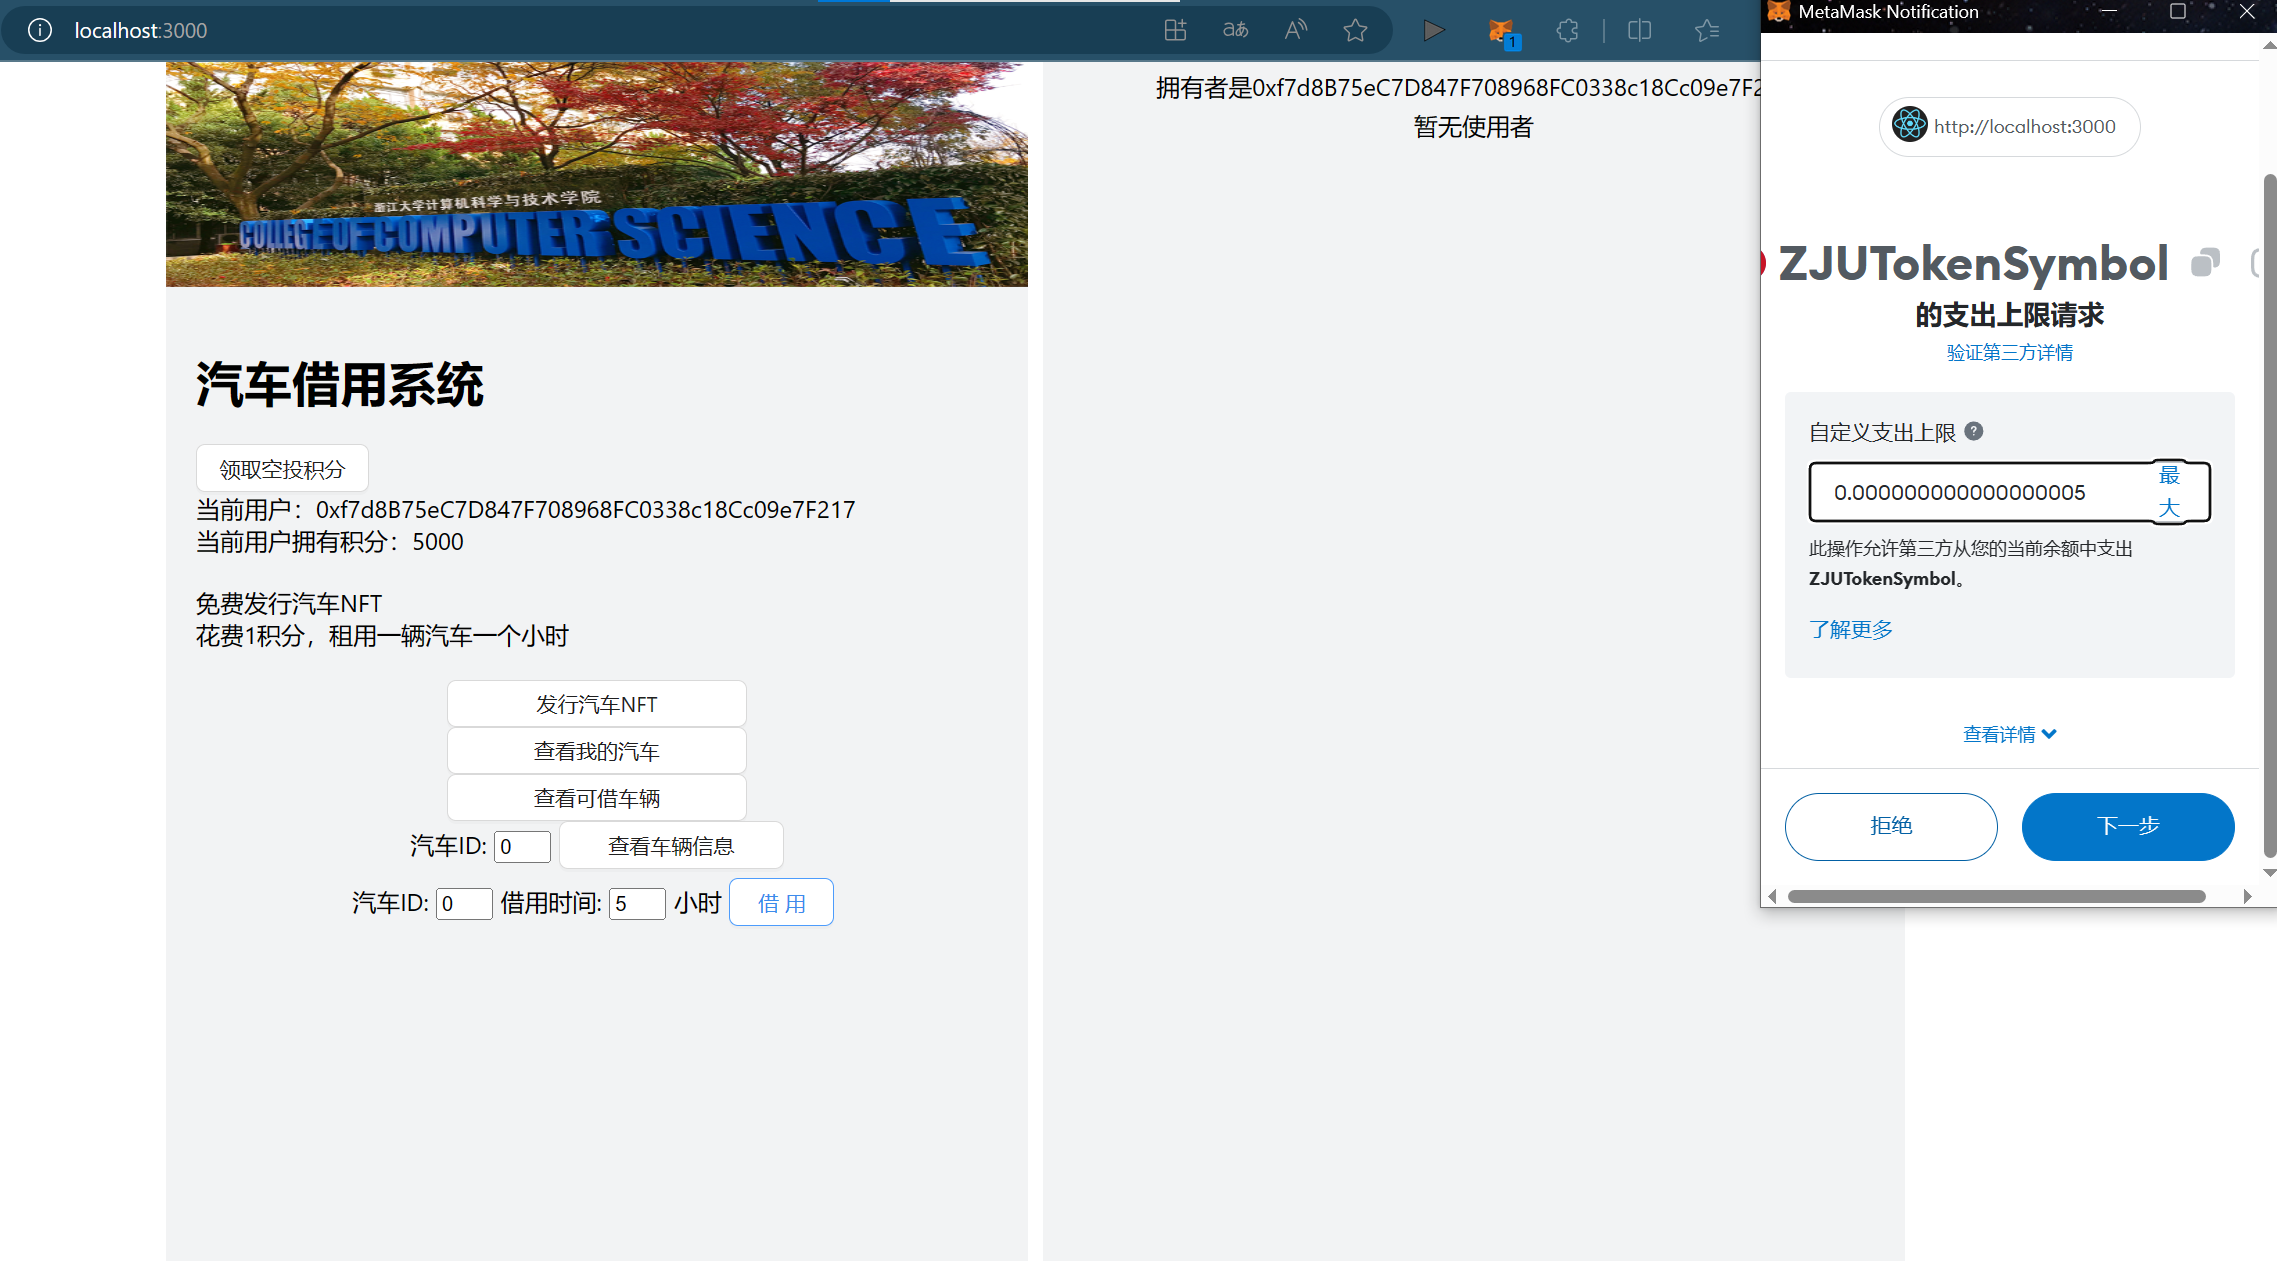 localhost:3000
aあ
A
1
浙江大学计算机科学与技术学院
COLLEGE OF COMPUTER SCIENCE
汽车借用系统
领取空投积分
当前用户：0xf7d8B75eC7D847F708968FC0338c18Cc09e7F217
当前用户拥有积分：5000
免费发行汽车NFT
花费1积分，租用一辆汽车一个小时
发行汽车NFT
查看我的汽车
查看可借车辆
汽车ID: 0 查看车辆信息
汽车ID: 0 借用时间: 5 小时 借 用
拥有者是0xf7d8B75eC7D847F708968FC0338c18Cc09e7F2
暂无使用者
MetaMask Notification
http://localhost:3000
ZJUTokenSymbol
的支出上限请求
验证第三方详情
自定义支出上限 ?
0.000000000000000005
最
大
此操作允许第三方从您的当前余额中支出
ZJUTokenSymbol。
了解更多
查看详情
拒绝
下一步